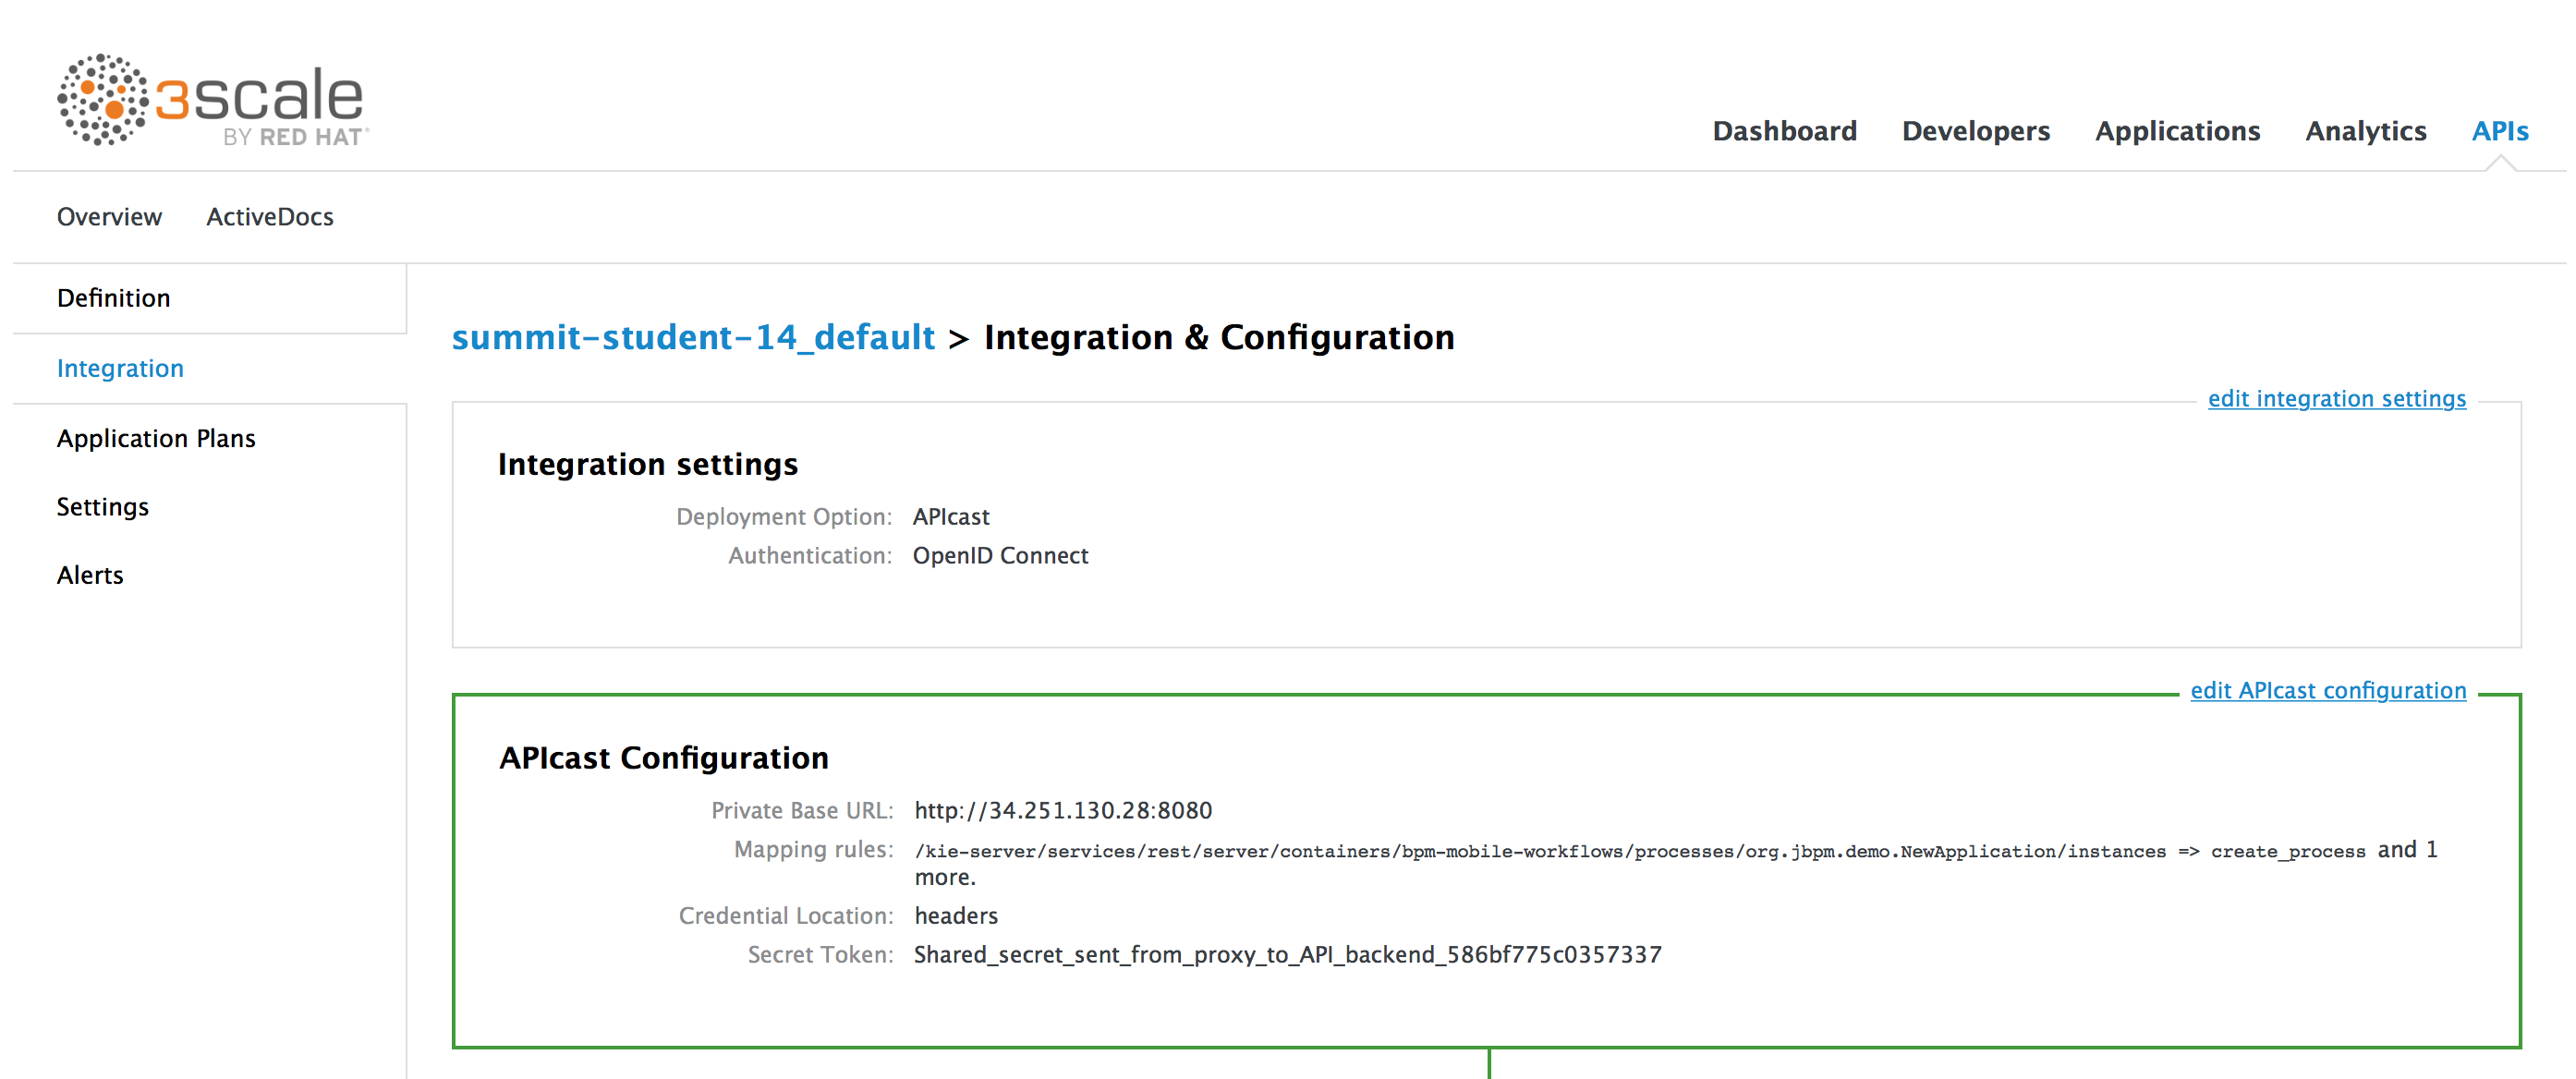 3scale
BY RED HAT®
Dashboard Developers Applications Analytics APIs
Overview ActiveDocs
Definition
Integration
Application Plans
Settings
Alerts
summit-student-14_default > Integration & Configuration
edit integration settings
Integration settings
Deployment Option: APIcast
Authentication: OpenID Connect
edit APIcast configuration
APIcast Configuration
Private Base URL: http://34.251.130.28:8080
Mapping rules: /kie-server/services/rest/server/containers/bpm-mobile-workflows/processes/org.jbpm.demo.NewApplication/instances => create_process and 1
more.
Credential Location: headers
Secret Token: Shared_secret_sent_from_proxy_to_API_backend_586bf775c0357337